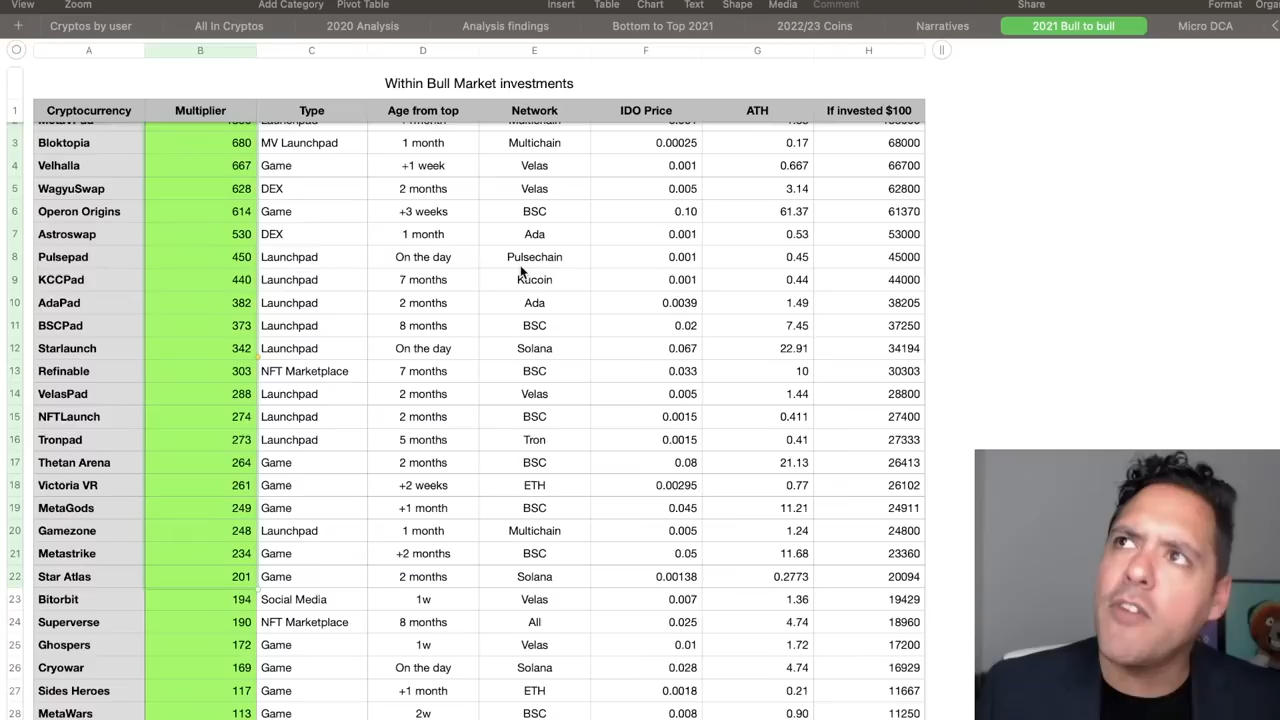 View Zoom Add Category Pivot Table Insert Table Chart Text Shape Media Comment Share Format
+ Cryptos by user All In Cryptos 2020 Analysis Analysis findings Bottom to Top 2021 2022/23 Coins Narratives 2021 Bull to bull Micro DCA
A B C D E F G H
Within Bull Market investments
1 Cryptocurrency Multiplier Type Age from top Network IDO Price ATH If invested $100
3 Bloktopia 680 MV Launchpad 1 month Multichain 0.00025 0.17 68000
4 Velhalla 667 Game +1 week Velas 0.001 0.667 66700
5 WagyuSwap 628 DEX 2 months Velas 0.005 3.14 62800
6 Operon Origins 614 Game +3 weeks BSC 0.10 61.37 61370
7 Astroswap 530 DEX 1 month Ada 0.001 0.53 53000
8 Pulsepad 450 Launchpad On the day Pulsechain 0.001 0.45 45000
9 KCCPad 440 Launchpad 7 months Kucoin 0.001 0.44 44000
10 AdaPad 382 Launchpad 2 months Ada 0.0039 1.49 38205
11 BSCPad 373 Launchpad 8 months BSC 0.02 7.45 37250
12 Starlaunch 342 Launchpad On the day Solana 0.067 22.91 34194
13 Refinable 303 NFT Marketplace 7 months BSC 0.033 10 30303
14 VelasPad 288 Launchpad 2 months Velas 0.005 1.44 28800
15 NFTLaunch 274 Launchpad 2 months BSC 0.0015 0.411 27400
16 Tronpad 273 Launchpad 5 months Tron 0.0015 0.41 27333
17 Thetan Arena 264 Game 2 months BSC 0.08 21.13 26413
18 Victoria VR 261 Game +2 weeks ETH 0.00295 0.77 26102
19 MetaGods 249 Game +1 month BSC 0.045 11.21 24911
20 Gamezone 248 Launchpad 1 month Multichain 0.005 1.24 24800
21 Metastrike 234 Game +2 months BSC 0.05 11.68 23360
22 Star Atlas 201 Game 2 months Solana 0.00138 0.2773 20094
23 Bitorbit 194 Social Media 1w Velas 0.007 1.36 19429
24 Superverse 190 NFT Marketplace 8 months All 0.025 4.74 18960
25 Ghospers 172 Game 1w Velas 0.01 1.72 17200
26 Cryowar 169 Game On the day Solana 0.028 4.74 16929
27 Sides Heroes 117 Game +1 month ETH 0.0018 0.21 11667
28 MetaWars 113 Game 2w BSC 0.008 0.90 11250